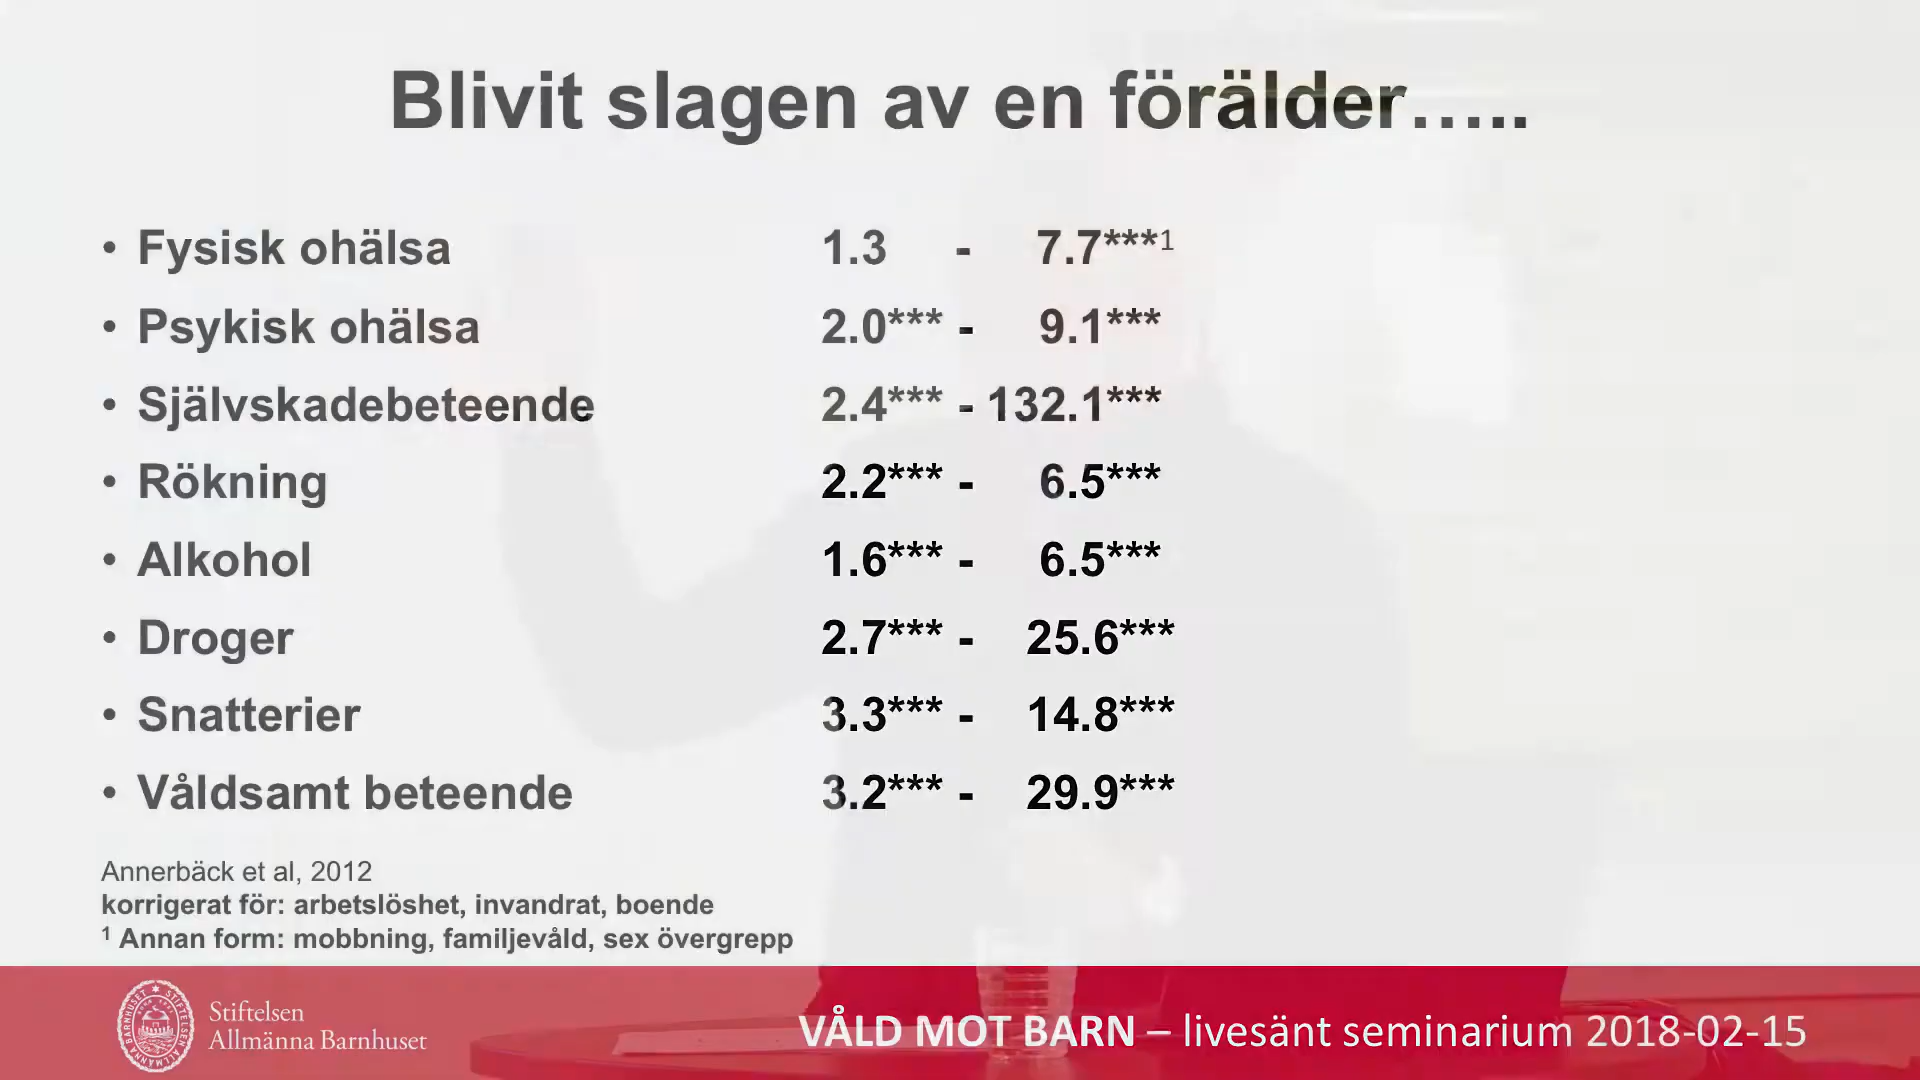 Blivit slagen av en förälder…..
• Fysisk ohälsa 1.3 - 7.7***¹
• Psykisk ohälsa 2.0*** - 9.1***
• Självskadebeteende 2.4*** - 132.1***
• Rökning 2.2*** - 6.5***
• Alkohol 1.6*** - 6.5***
• Droger 2.7*** - 25.6***
• Snatterier 3.3*** - 14.8***
• Våldsamt beteende 3.2*** - 29.9***
Annerbäck et al, 2012
korrigerat för: arbetslöshet, invandrat, boende
¹ Annan form: mobbning, familjevåld, sex övergrepp
Stiftelsen
Allmänna Barnhuset
VÅLD MOT BARN – livesänt seminarium 2018-02-15